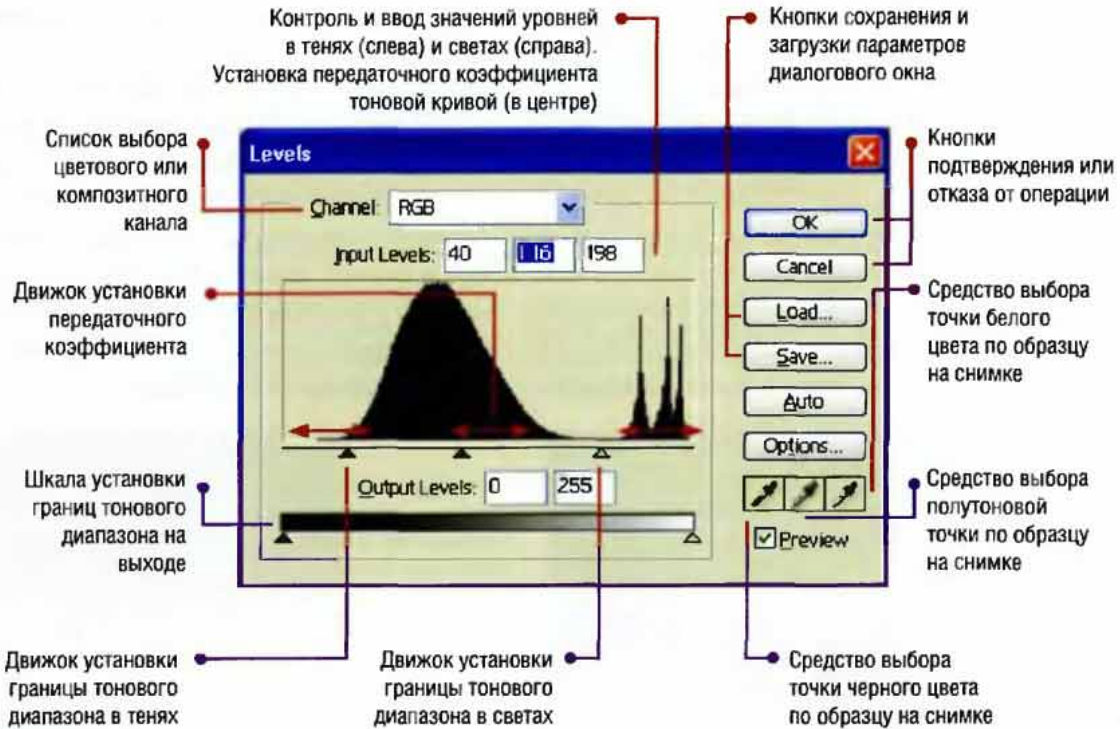 Контроль и ввод значений уровней
в тенях (слева) и светах (справа).
Установка передаточного коэффициента
тоновой кривой (в центре)
Кнопки сохранения и
загрузки параметров
диалогового окна
Список выбора
цветового или
композитного
канала
Кнопки
подтверждения или
отказа от операции
Levels
Channel: RGB
OK
Input Levels: 40 1.16 198
Cancel
Движок установки
передаточного
коэффициента
Load...
Save...
Auto
Options...
Средство выбора
точки белого
цвета по образцу
на снимке
Шкала установки
границ тонового
диапазона на
выходе
Output Levels: 0 255
Preview
Средство выбора
полутоновой
точки по образцу
на снимке
Движок установки
границы тонового
диапазона в тенях
Движок установки
границы тонового
диапазона в светах
Средство выбора
точки черного цвета
по образцу на снимке